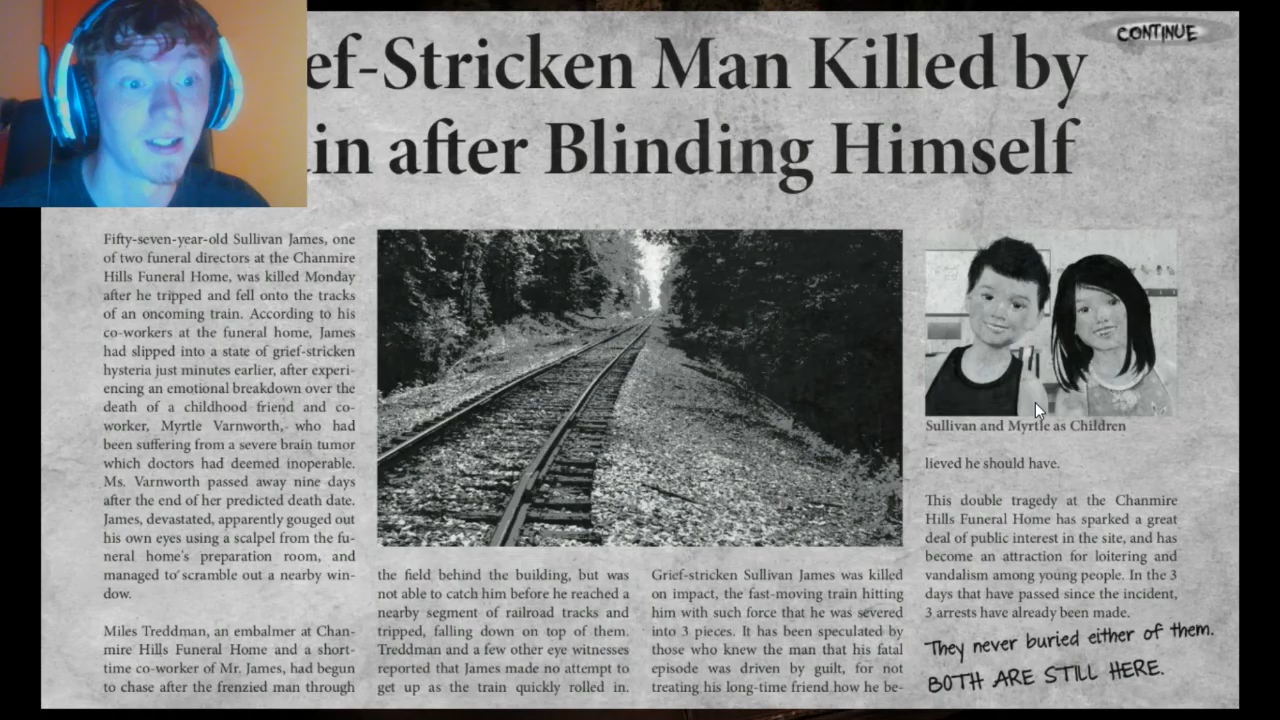 CONTINUE
ef-Stricken Man Killed by
in after Blinding Himself
Fifty-seven-year-old Sullivan James, one
of two funeral directors at the Chanmire
Hills Funeral Home, was killed Monday
after he tripped and fell onto the tracks
of an oncoming train. According to his
co-workers at the funeral home, James
had slipped into a state of grief-stricken
hysteria just minutes earlier, after experi-
encing an emotional breakdown over the
death of a childhood friend and co-
worker, Myrtle Varnworth, who had
been suffering from a severe brain tumor
which doctors had deemed inoperable.
Ms. Varnworth passed away nine days
after the end of her predicted death date.
James, devastated, apparently gouged out
his own eyes using a scalpel from the fu-
neral home's preparation room, and
managed to scramble out a nearby win-
dow.
Miles Treddman, an embalmer at Chan-
mire Hills Funeral Home and a short-
time co-worker of Mr. James, had begun
to chase after the frenzied man through
the field behind the building, but was
not able to catch him before he reached a
nearby segment of railroad tracks and
tripped, falling down on top of them.
Treddman and a few other eye witnesses
reported that James made no attempt to
get up as the train quickly rolled in.
Grief-stricken Sullivan James was killed
on impact, the fast-moving train hitting
him with such force that he was severed
into 3 pieces. It has been speculated by
those who knew the man that his fatal
episode was driven by guilt, for not
treating his long-time friend how he be-
Sullivan and Myrtle as Children
lieved he should have.
This double tragedy at the Chanmire
Hills Funeral Home has sparked a great
deal of public interest in the site, and has
become an attraction for loitering and
vandalism among young people. In the 3
days that have passed since the incident,
3 arrests have already been made.
They never buried either of them.
BOTH ARE STILL HERE.